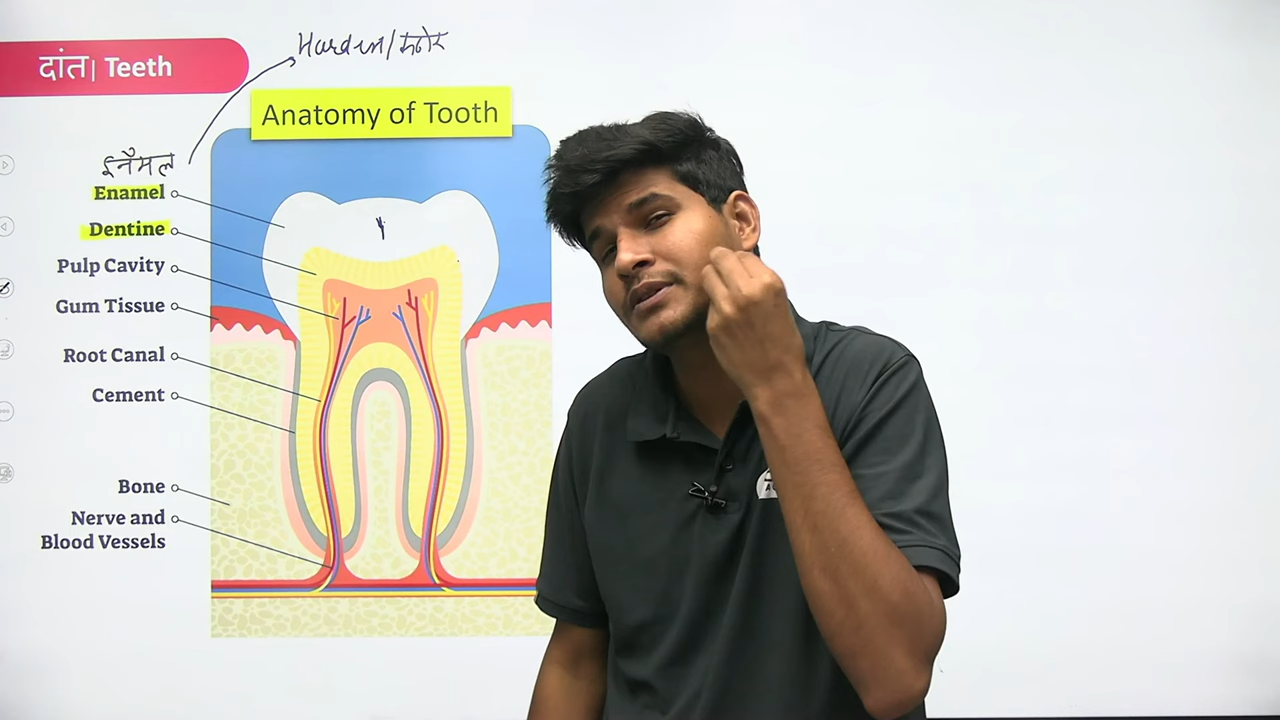 Harden/कठोर
दांत| Teeth
Anatomy of Tooth
इनैमल
Enamel
Dentine
Pulp Cavity
Gum Tissue
Root Canal
Cement
Bone
Nerve and
Blood Vessels